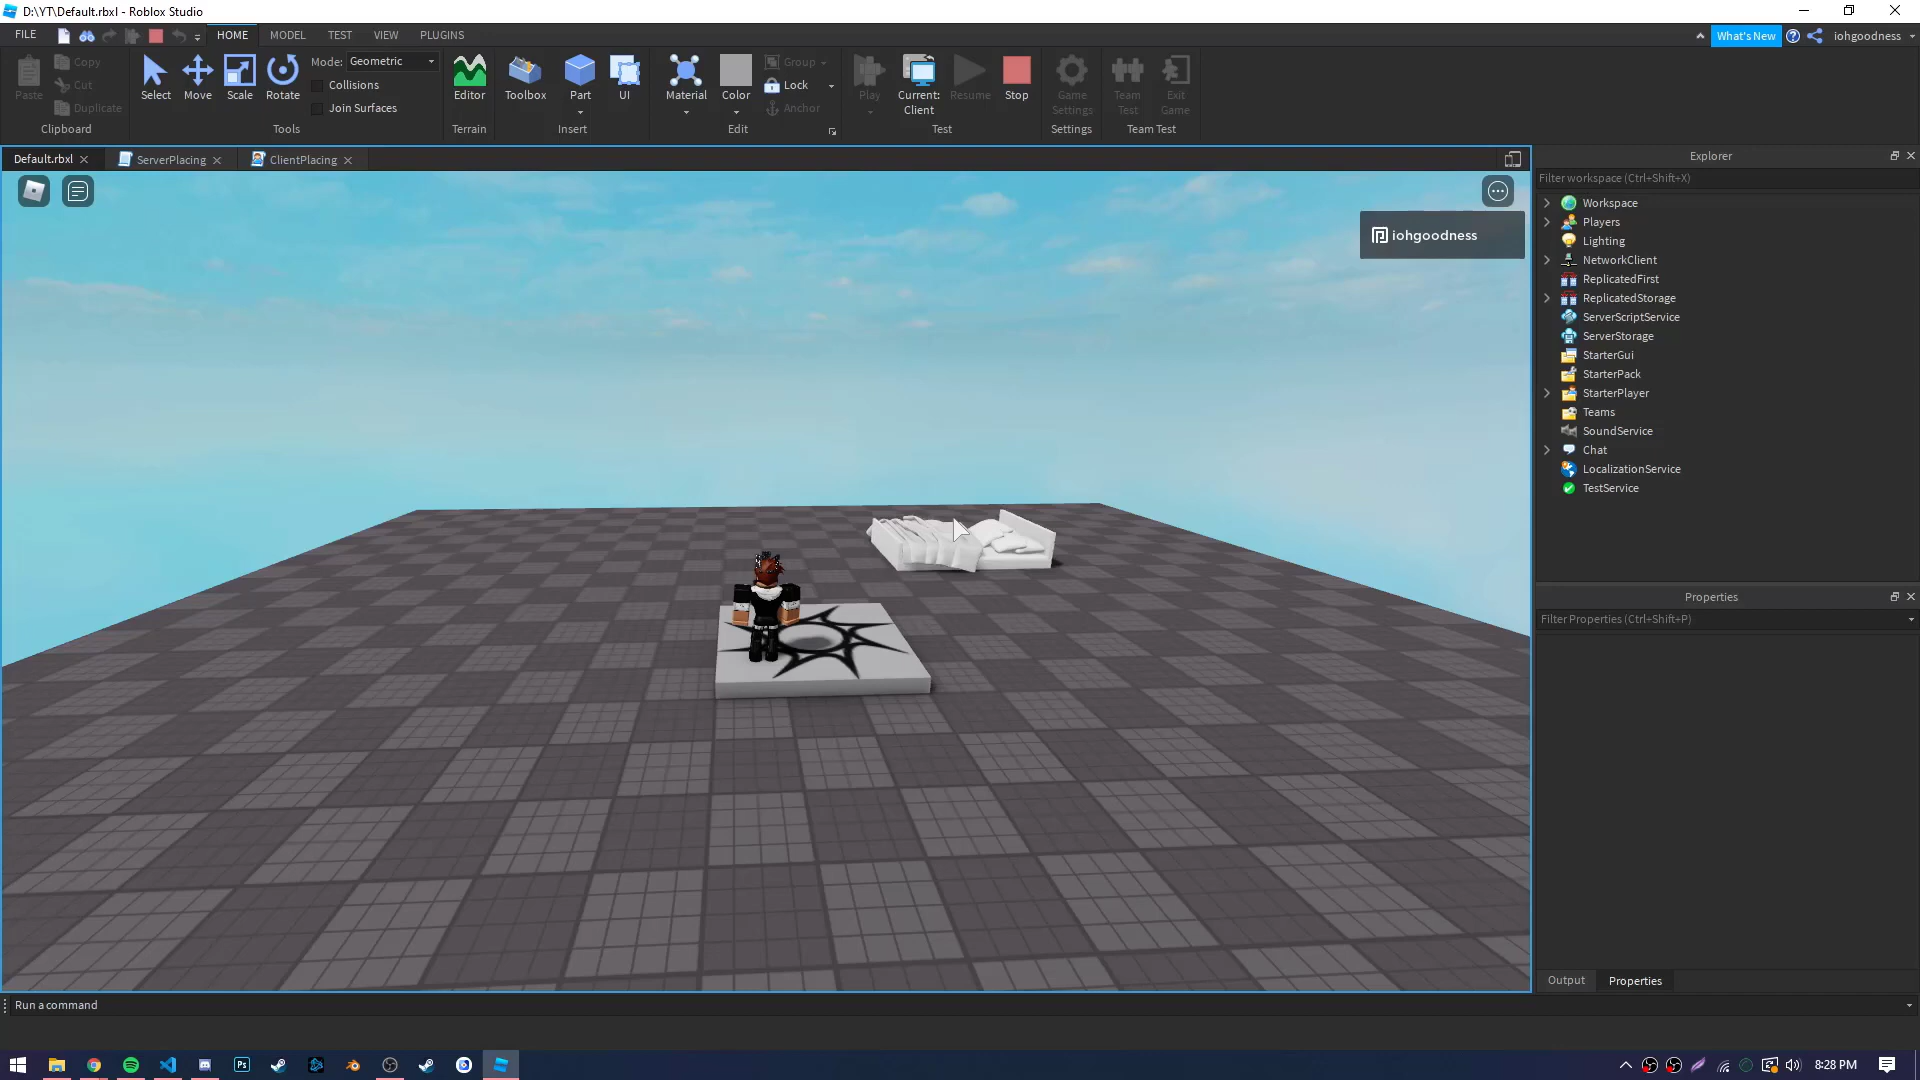 D:\YT\Default.rbxl - Roblox Studio
FILE HOME MODEL TEST VIEW PLUGINS What's New iohgoodness
Paste Copy Cut Duplicate
Clipboard
Select Move Scale Rotate
Mode: Geometric
Collisions
Join Surfaces
Tools
Editor
Terrain
Toolbox Part UI
Insert
Material Color Group Lock Anchor
Edit
Play Current: Client Resume Stop
Test
Game Settings
Settings
Team Test Exit Game
Team Test
Default.rbxl ServerPlacing ClientPlacing
iohgoodness
Explorer
Filter workspace (Ctrl+Shift+X)
Workspace
Players
Lighting
NetworkClient
ReplicatedFirst
ReplicatedStorage
ServerScriptService
ServerStorage
StarterGui
StarterPack
StarterPlayer
Teams
SoundService
Chat
LocalizationService
TestService
Properties
Filter Properties (Ctrl+Shift+P)
Output Properties
Run a command
Ps
8:28 PM